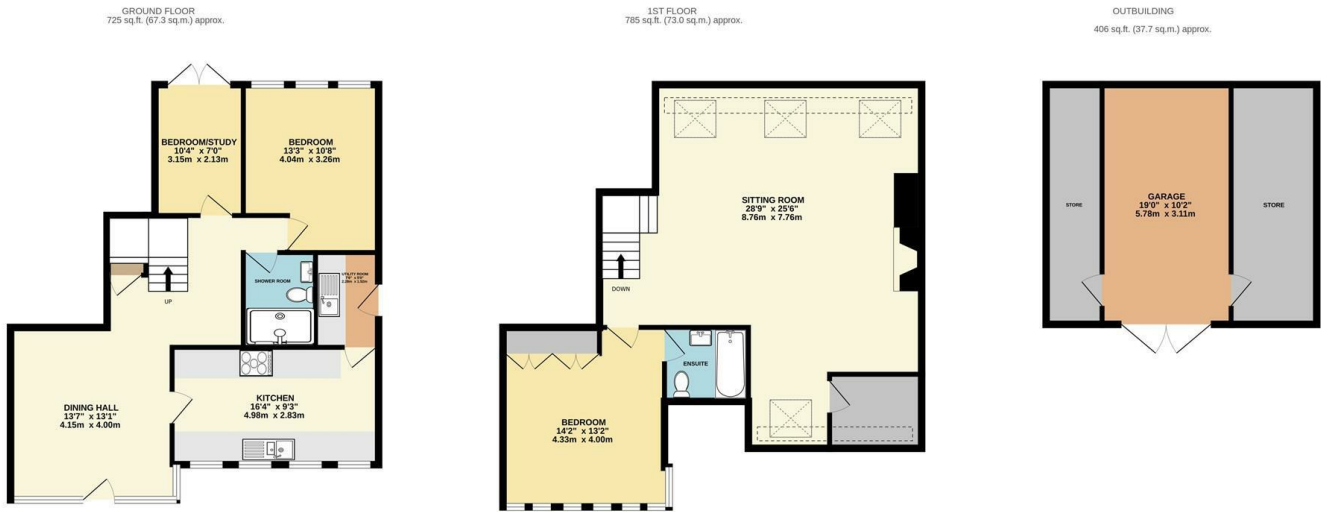 GROUND FLOOR
725 sq.ft. (67.3 sq.m.) approx.
BEDROOM/STUDY
10'4" x 7'0"
3.15m x 2.13m
BEDROOM
13'3" x 10'8"
4.04m x 3.26m
UP
SHOWER ROOM
UTILITY ROOM
DINING HALL
13'7" x 13'1"
4.15m x 4.00m
KITCHEN
16'4" x 9'3"
4.98m x 2.83m
1ST FLOOR
785 sq.ft. (73.0 sq.m.) approx.
SITTING ROOM
28'9" x 25'6"
8.76m x 7.76m
DOWN
ENSUITE
BEDROOM
14'2" x 13'2"
4.33m x 4.00m
OUTBUILDING
406 sq.ft. (37.7 sq.m.) approx.
STORE
GARAGE
19'0" x 10'2"
5.78m x 3.11m
STORE